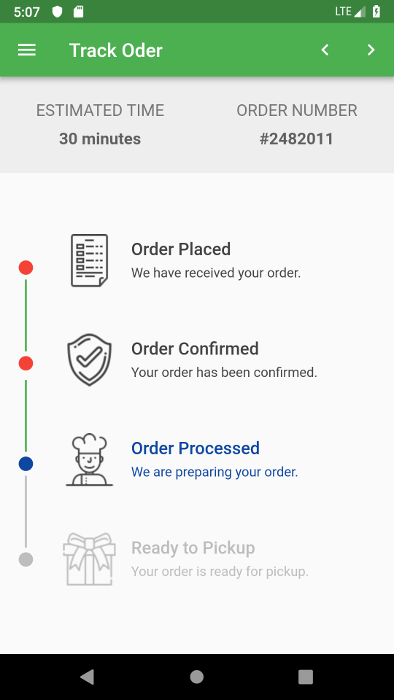 5:07
LTE
Track Oder
ESTIMATED TIME
30 minutes
ORDER NUMBER
#2482011
Order Placed
We have received your order.
Order Confirmed
Your order has been confirmed.
Order Processed
We are preparing your order.
Ready to Pickup
Your order is ready for pickup.